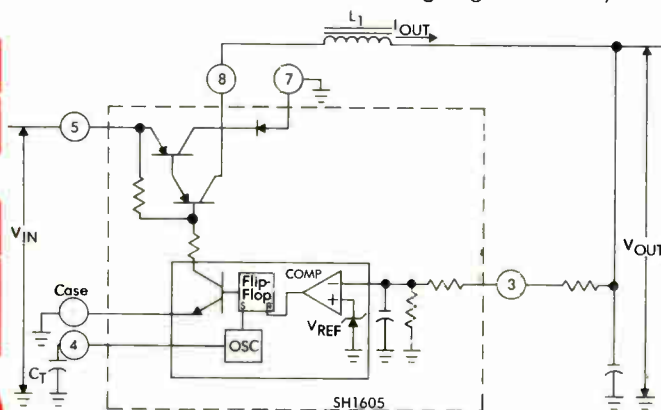 L1
IOUT
8
7
5
VIN
Case
4
CT
Flip-
Flop
S
R
OSC
COMP
−
+
VREF
3
VOUT
SH1605